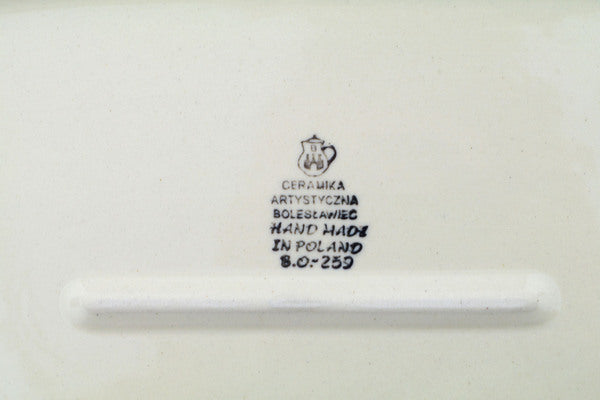 B
CERAMIKA
ARTYSTYCZNA
BOLESŁAWIEC
HAND MADE
IN POLAND
B.O.-259